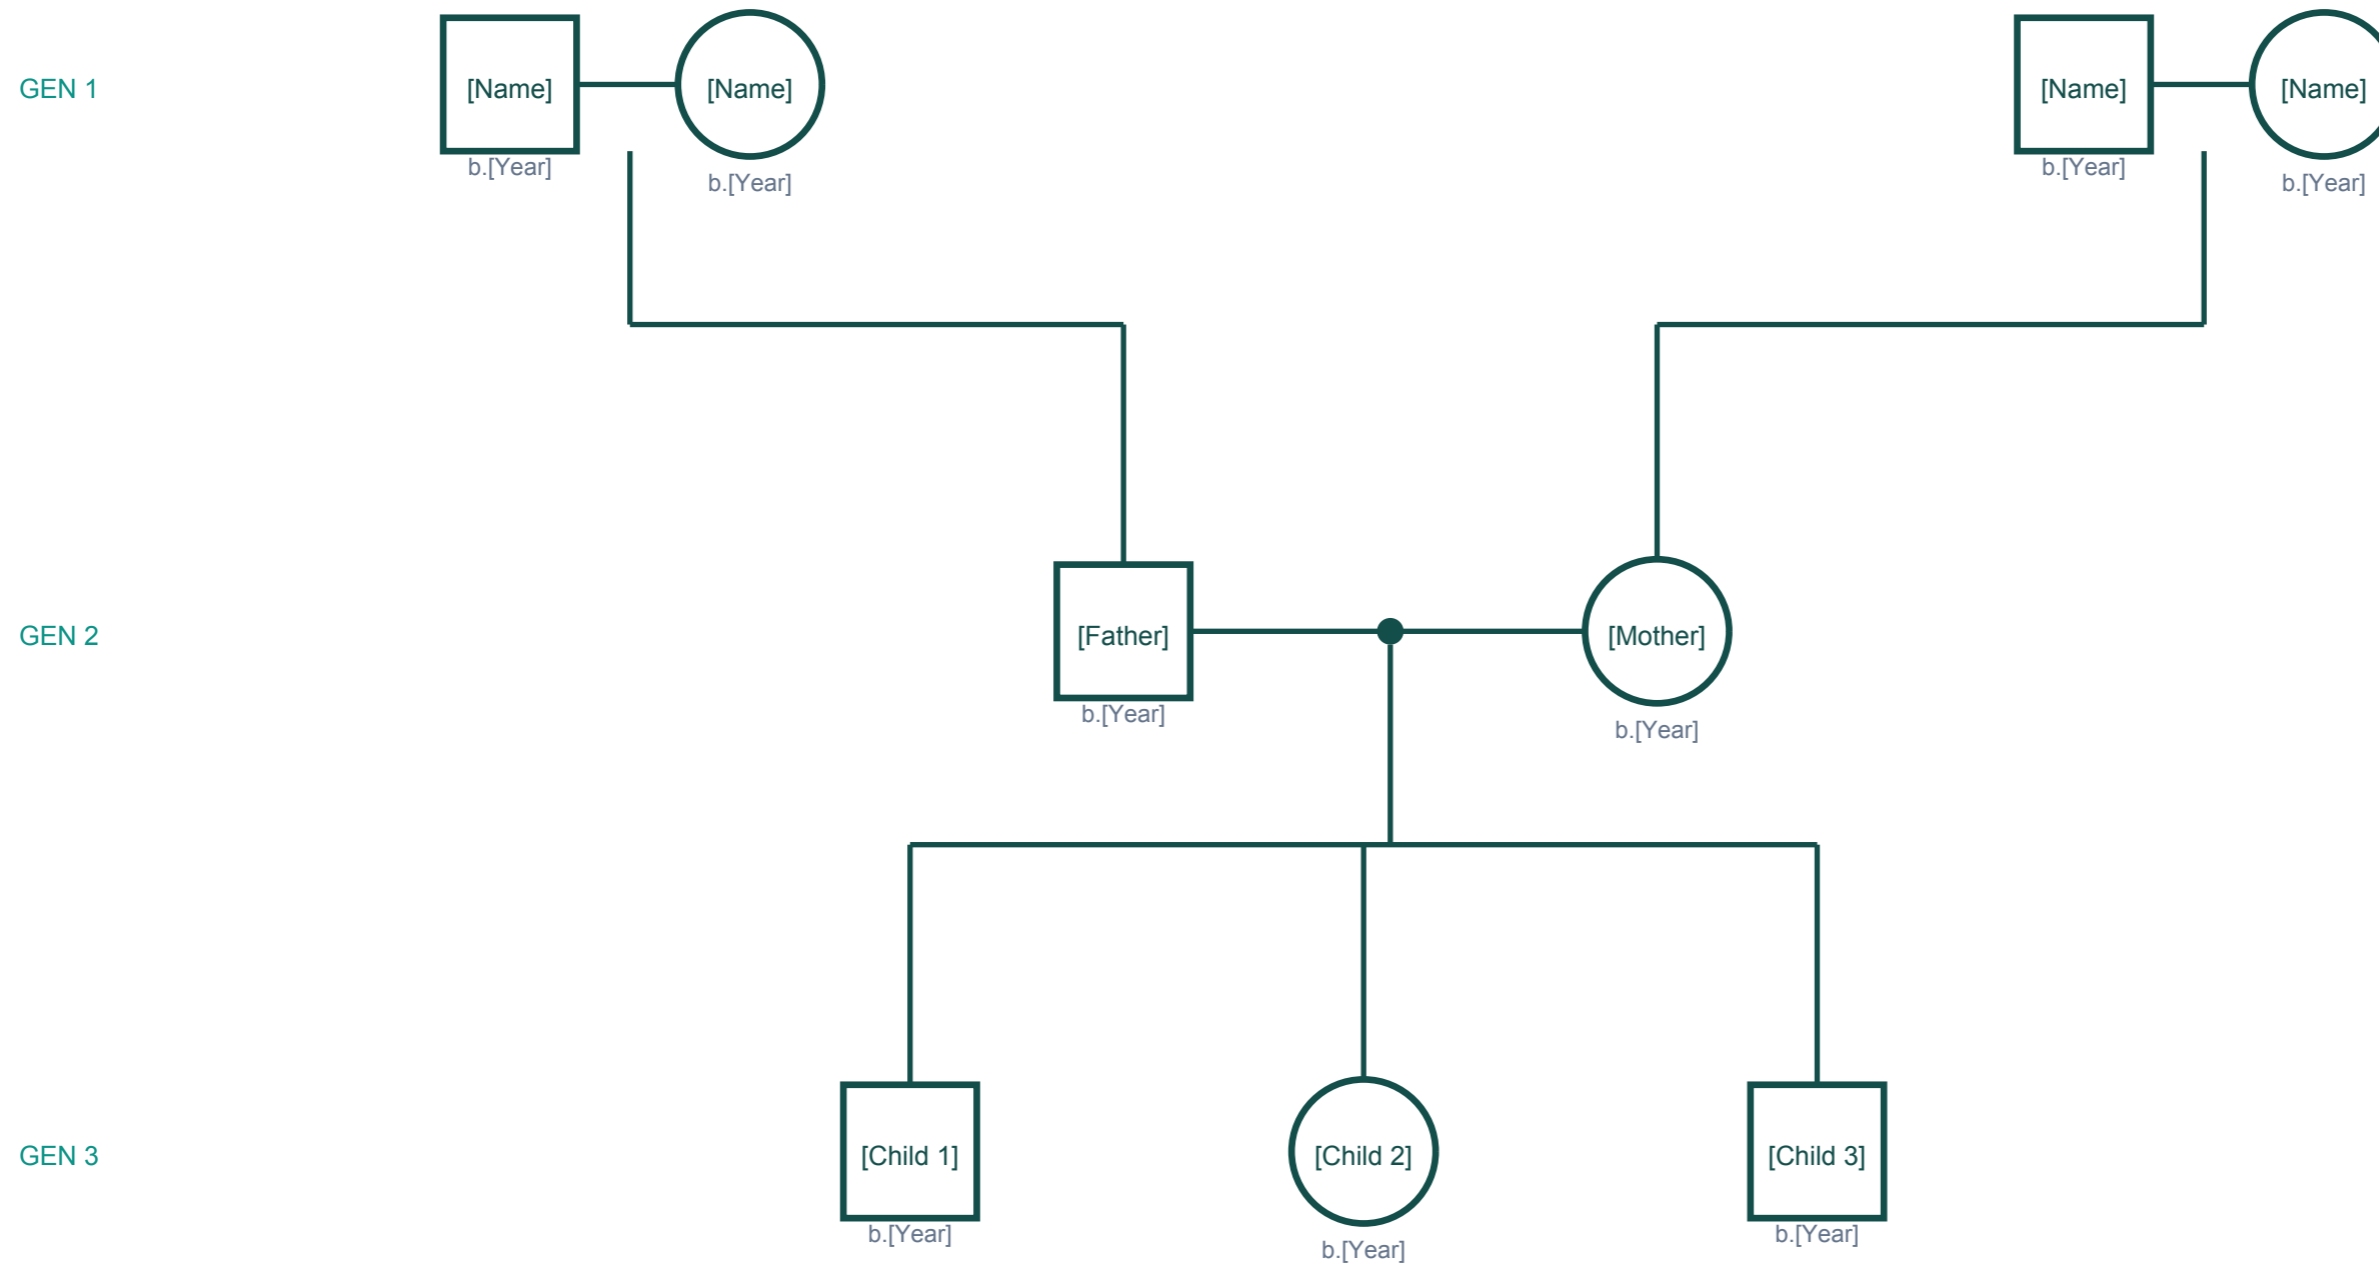 GEN 1
[Name]
[Name]
[Name]
[Name]
b.[Year]
b.[Year]
b.[Year]
b.[Year]
GEN 2
[Father]
[Mother]
b.[Year]
b.[Year]
GEN 3
[Child 1]
[Child 2]
[Child 3]
b.[Year]
b.[Year]
b.[Year]